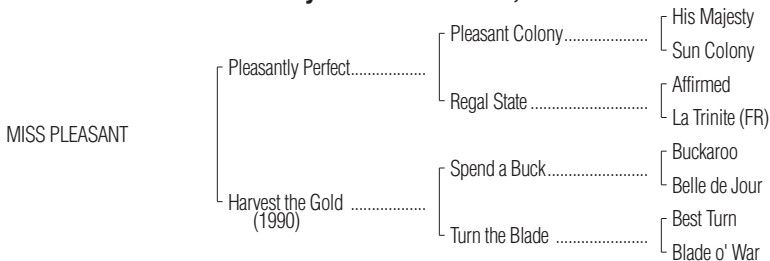 His Majesty
Pleasant Colony....................
Sun Colony
Pleasantly Perfect..................
Affirmed
Regal State ............................
La Trinite (FR)
MISS PLEASANT
Buckaroo
Spend a Buck........................
Belle de Jour
Harvest the Gold ..................
(1990)
Best Turn
Turn the Blade ......................
Blade o' War